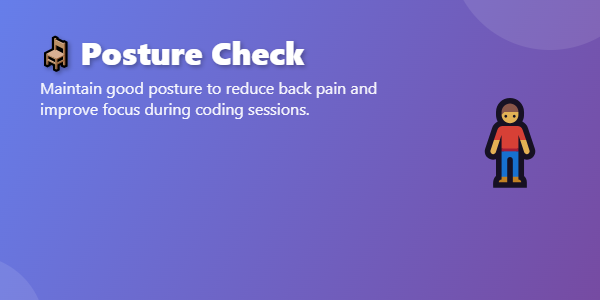 Posture Check
Maintain good posture to reduce back pain and
improve focus during coding sessions.